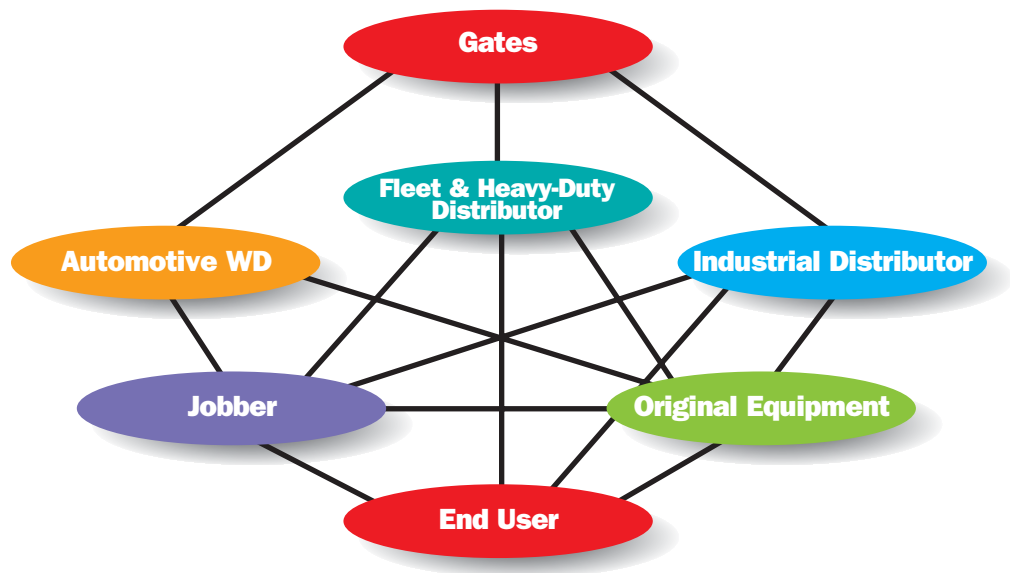 Gates
Fleet & Heavy-Duty
Distributor
Automotive WD
Industrial Distributor
Jobber
Original Equipment
End User